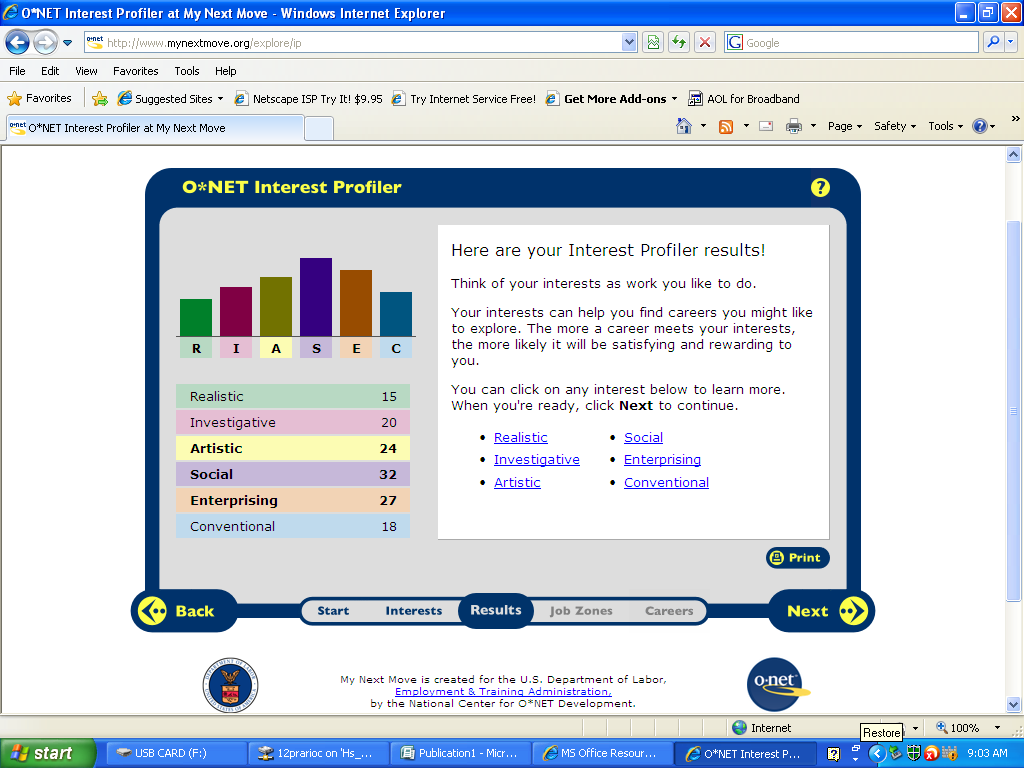 O*NET Interest Profiler at My Next Move - Windows Internet Explorer
o·net http://www.mynextmove.org/explore/ip
Google
File Edit View Favorites Tools Help
Favorites Suggested Sites Netscape ISP Try It! $9.95 Try Internet Service Free! Get More Add-ons AOL for Broadband
o·net O*NET Interest Profiler at My Next Move
Page Safety Tools ? »
O*NET Interest Profiler ?
R I A S E C
Realistic 15
Investigative 20
Artistic 24
Social 32
Enterprising 27
Conventional 18
Here are your Interest Profiler results!
Think of your interests as work you like to do.
Your interests can help you find careers you might like
to explore. The more a career meets your interests,
the more likely it will be satisfying and rewarding to
you.
You can click on any interest below to learn more.
When you're ready, click Next to continue.
• Realistic • Social
• Investigative • Enterprising
• Artistic • Conventional
Print
Back Start Interests Results Job Zones Careers Next
My Next Move is created for the U.S. Department of Labor,
Employment & Training Administration,
by the National Center for O*NET Development.
o·net
Internet 100%
Restore
start USB CARD (F:) 12prarioc on 'Hs_... Publication1 - Micr... MS Office Resour... O*NET Interest P... 9:03 AM